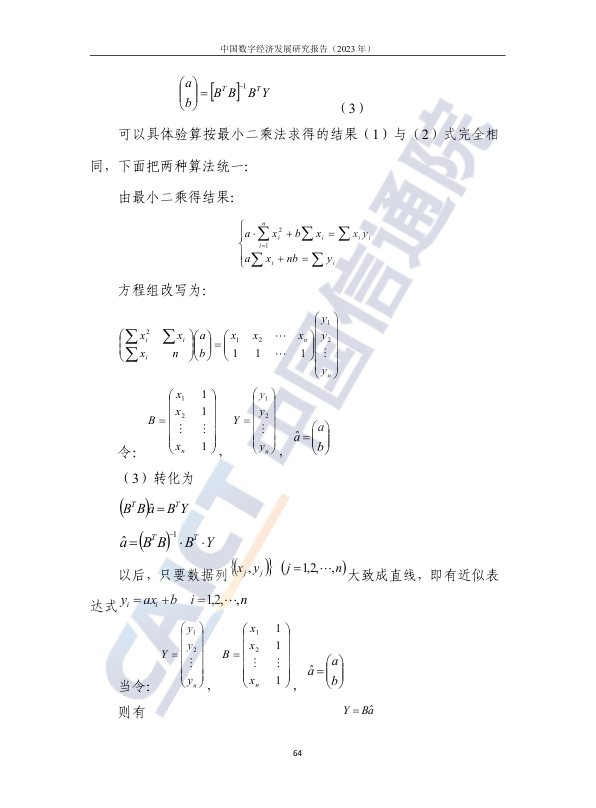 中国数字经济发展研究报告（2023 年）
$\begin{pmatrix} a \\ b \end{pmatrix} = [B^T B]^{-1} B^T Y$ （3）
可以具体验算按最小二乘法求得的结果（1）与（2）式完全相
同，下面把两种算法统一：
由最小二乘得结果：
$\begin{cases} a \cdot \sum_{i=1}^{n} x_i^2 + b \sum x_i = \sum x_i y_i \\ a \sum x_i + nb = \sum y_i \end{cases}$
方程组改写为：
$\begin{pmatrix} \sum x_i^2 & \sum x_i \\ \sum x_i & n \end{pmatrix} \begin{pmatrix} a \\ b \end{pmatrix} = \begin{pmatrix} x_1 & x_2 & \cdots & x_n \\ 1 & 1 & \cdots & 1 \end{pmatrix} \begin{pmatrix} y_1 \\ y_2 \\ \vdots \\ y_n \end{pmatrix}$
令：$B = \begin{pmatrix} x_1 & 1 \\ x_2 & 1 \\ \vdots & \vdots \\ x_n & 1 \end{pmatrix}$，$Y = \begin{pmatrix} y_1 \\ y_2 \\ \vdots \\ y_n \end{pmatrix}$，$\hat{a} = \begin{pmatrix} a \\ b \end{pmatrix}$
（3）转化为
$(B^T B)\hat{a} = B^T Y$
$\hat{a} = (B^T B)^{-1} \cdot B^T \cdot Y$
以后，只要数据列 $\{(x_j, y_j)\}$ $(j = 1,2,\cdots,n)$ 大致成直线，即有近似表
达式 $y_i = ax_i + b \quad i = 1,2,\cdots,n$
当令：$Y = \begin{pmatrix} y_1 \\ y_2 \\ \vdots \\ y_n \end{pmatrix}$，$B = \begin{pmatrix} x_1 & 1 \\ x_2 & 1 \\ \vdots & \vdots \\ x_n & 1 \end{pmatrix}$，$\hat{a} = \begin{pmatrix} a \\ b \end{pmatrix}$
则有 $Y = B\hat{a}$
64
CAICT 中国信通院